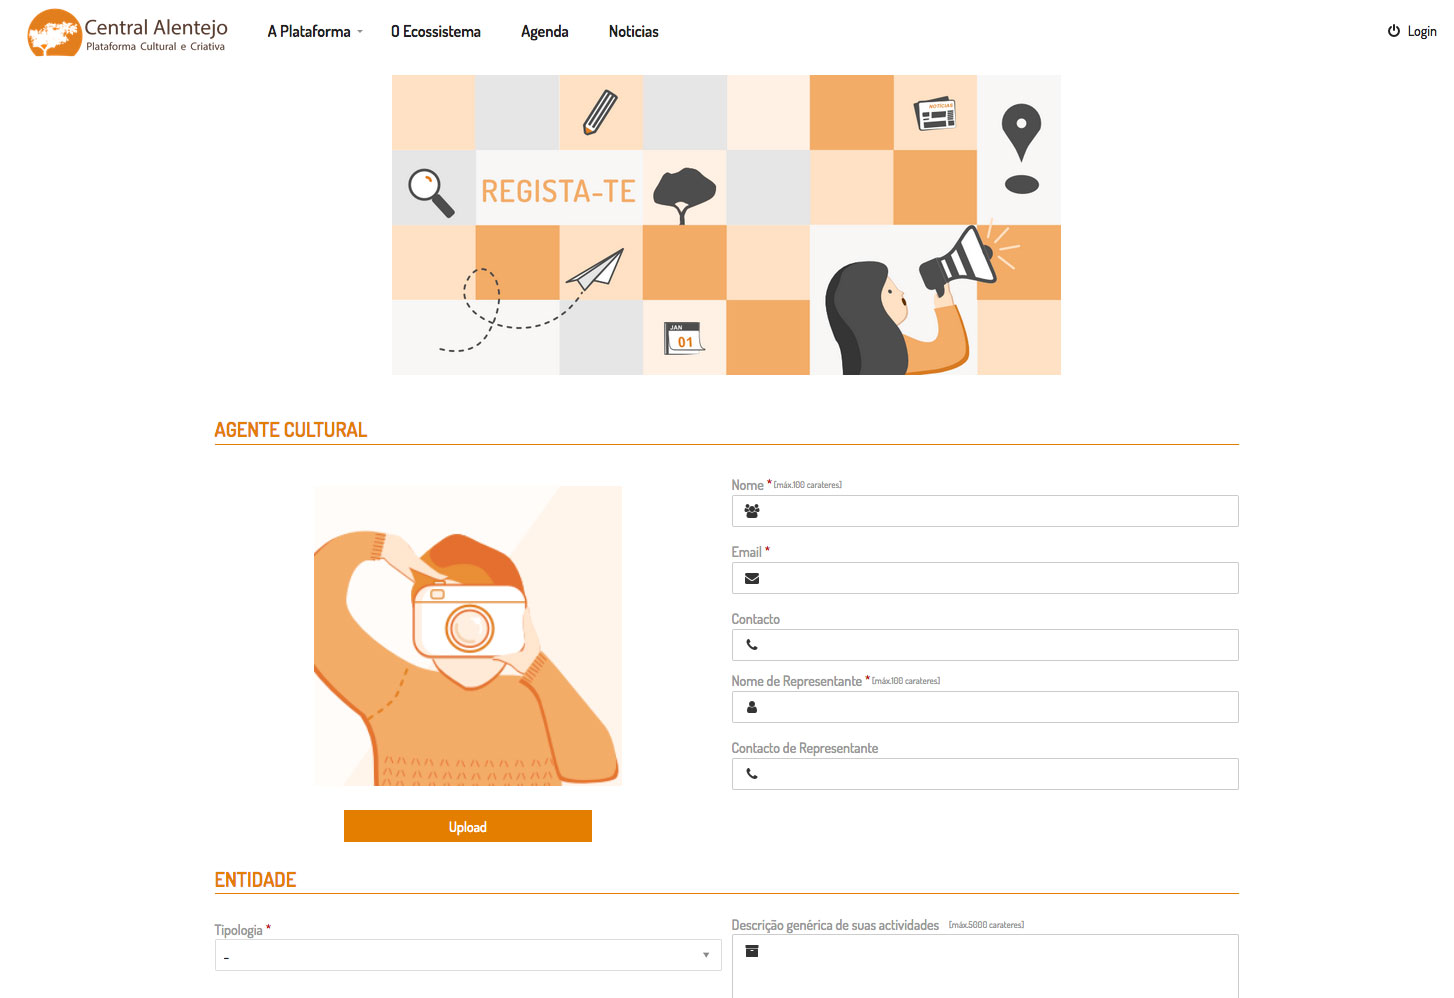 Central Alentejo
Plataforma Cultural e Criativa
A Plataforma
O Ecossistema
Agenda
Noticias
Login
NOTÍCIAS
REGISTA-TE
JAN
01
AGENTE CULTURAL
Nome * [máx.100 carateres]
Email *
Contacto
Nome de Representante * [máx.100 carateres]
Contacto de Representante
Upload
ENTIDADE
Tipologia *
-
Descrição genérica de suas actividades [máx.5000 carateres]